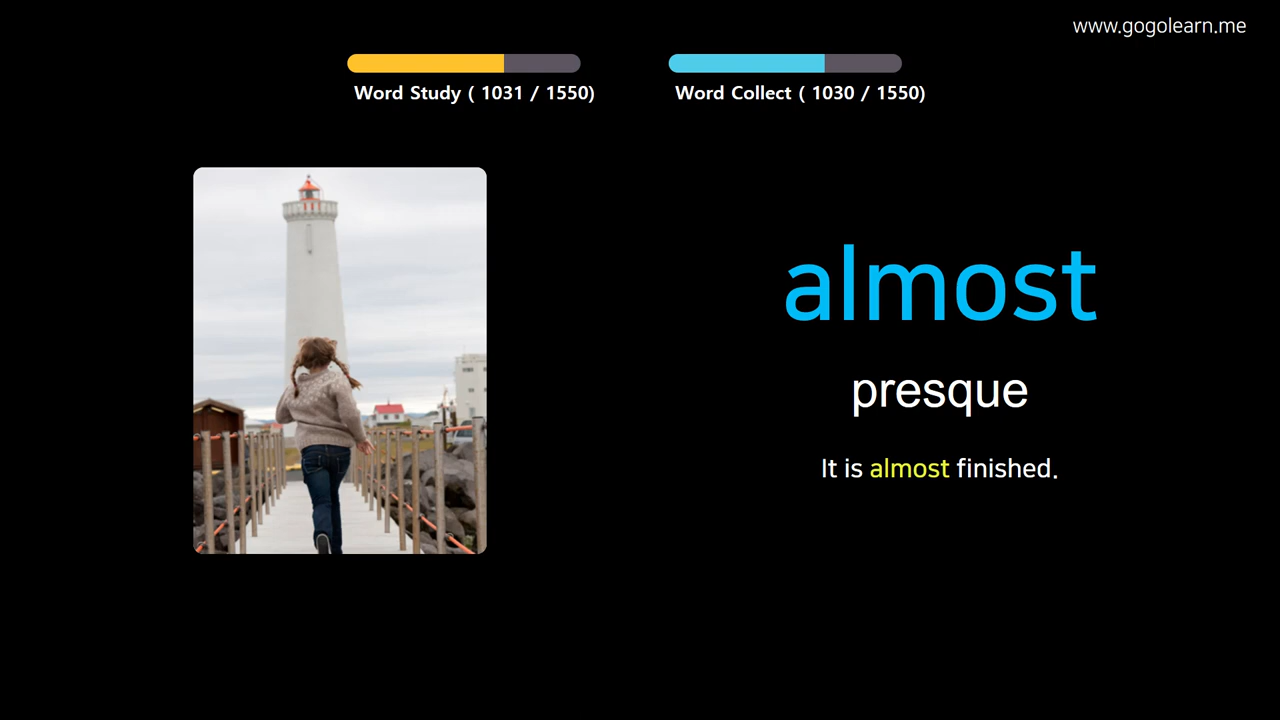 www.gogolearn.me
Word Study ( 1031 / 1550)
Word Collect ( 1030 / 1550)
almost
presque
It is almost finished.